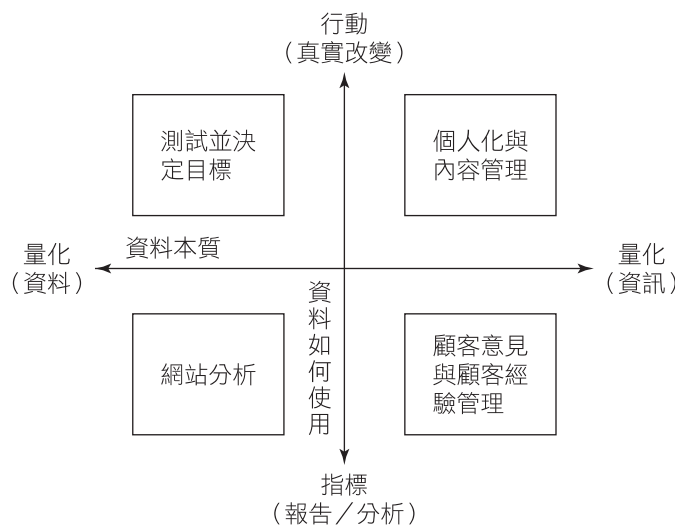 行動
（真實改變）
測試並決
定目標
個人化與
內容管理
量化
（資料）
資料本質
量化
（資訊）
資料如何使用
網站分析
顧客意見
與顧客經
驗管理
指標
（報告／分析）